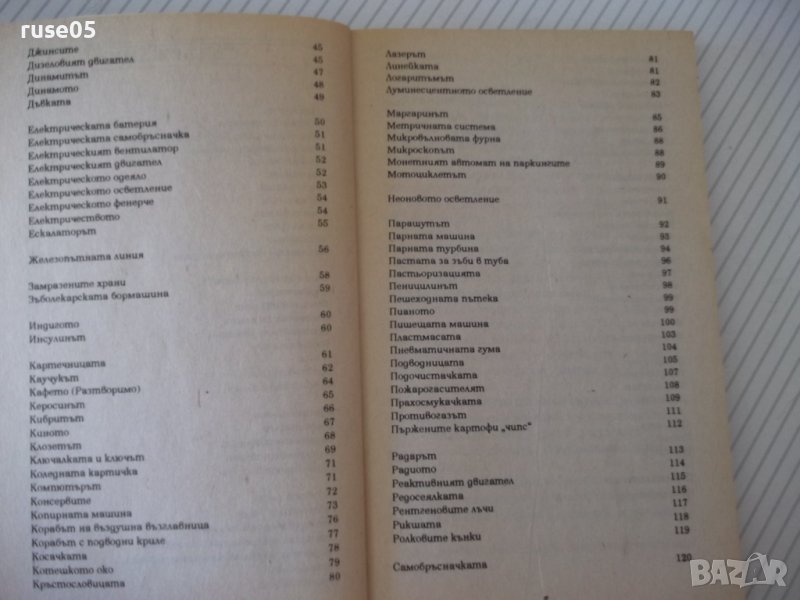 ruse05
Джинсите 45
Дизеловият двигател 45
Динамитът 47
Динамото 48
Дъвката 49
Електрическата батерия 50
Електрическата самобръсначка 51
Електрическият вентилатор 51
Електрическият двигател 52
Електрическото одеяло 52
Електрическото осветление 53
Електрическото фенерче 54
Електричеството 54
Ескалаторът 55
Железопътната линия 56
Замразените храни 58
Зъболекарската бормашина 59
Индигото 60
Инсулинът 60
Картечницата 61
Каучукът 62
Кафето (Разтворимо) 64
Керосинът 65
Кибритът 66
Киното 67
Клозетът 68
Ключалката и ключът 69
Коледната картичка 71
Компютърът 71
Консервите 72
Копирната машина 73
Корабът на въздушна възглавница 76
Корабът с подводни криле 77
Косачката 78
Котешкото око 79
Кръстословицата 80
Лазерът 81
Линейката 81
Логаритъмът 82
Луминесцентното осветление 83
Маргаринът 85
Метричната система 86
Микровълновата фурна 88
Микроскопът 88
Монетният автомат на паркингите 89
Мотоциклетът 90
Неоновото осветление 91
Парашутът 92
Парната машина 93
Парната турбина 94
Пастата за зъби в туба 96
Пастьоризацията 97
Пеницилинът 98
Пешеходната пътека 99
Пианото 99
Пишещата машина 100
Пластмасата 103
Пневматичната гума 104
Подводницата 105
Подочистачката 107
Пожарогасителят 108
Прахосмукачката 109
Противогазът 111
Пържените картофи „чипс“ 112
Радарът 113
Радиото 114
Реактивният двигател 115
Редосеялката 116
Рентгеновите лъчи 117
Рикшата 118
Ролковите кънки 119
Самобръсначката 120
BAZAR